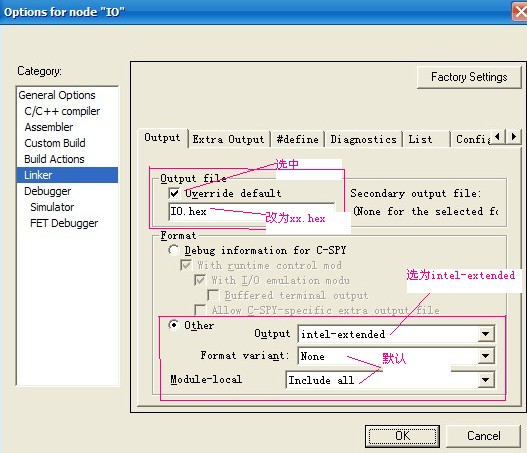 Options for node "IO"
Category:
Factory Settings
General Options
C/C++ compiler
Assembler
Custom Build
Build Actions
Linker
Debugger
Simulator
FET Debugger
Output
Extra Output
#define
Diagnostics
List
Config
选中
Output file
Override default
Secondary output file:
IO.hex
改为xx.hex
(None for the selected fo
Format
Debug information for C-SPY
With runtime control mod
With I/O emulation modu
Buffered terminal output
Allow C-SPY-specific extra output file
选为intel-extended
Other
Output
intel-extended
Format variant:
None
默认
Module-local
Include all
OK
Cancel